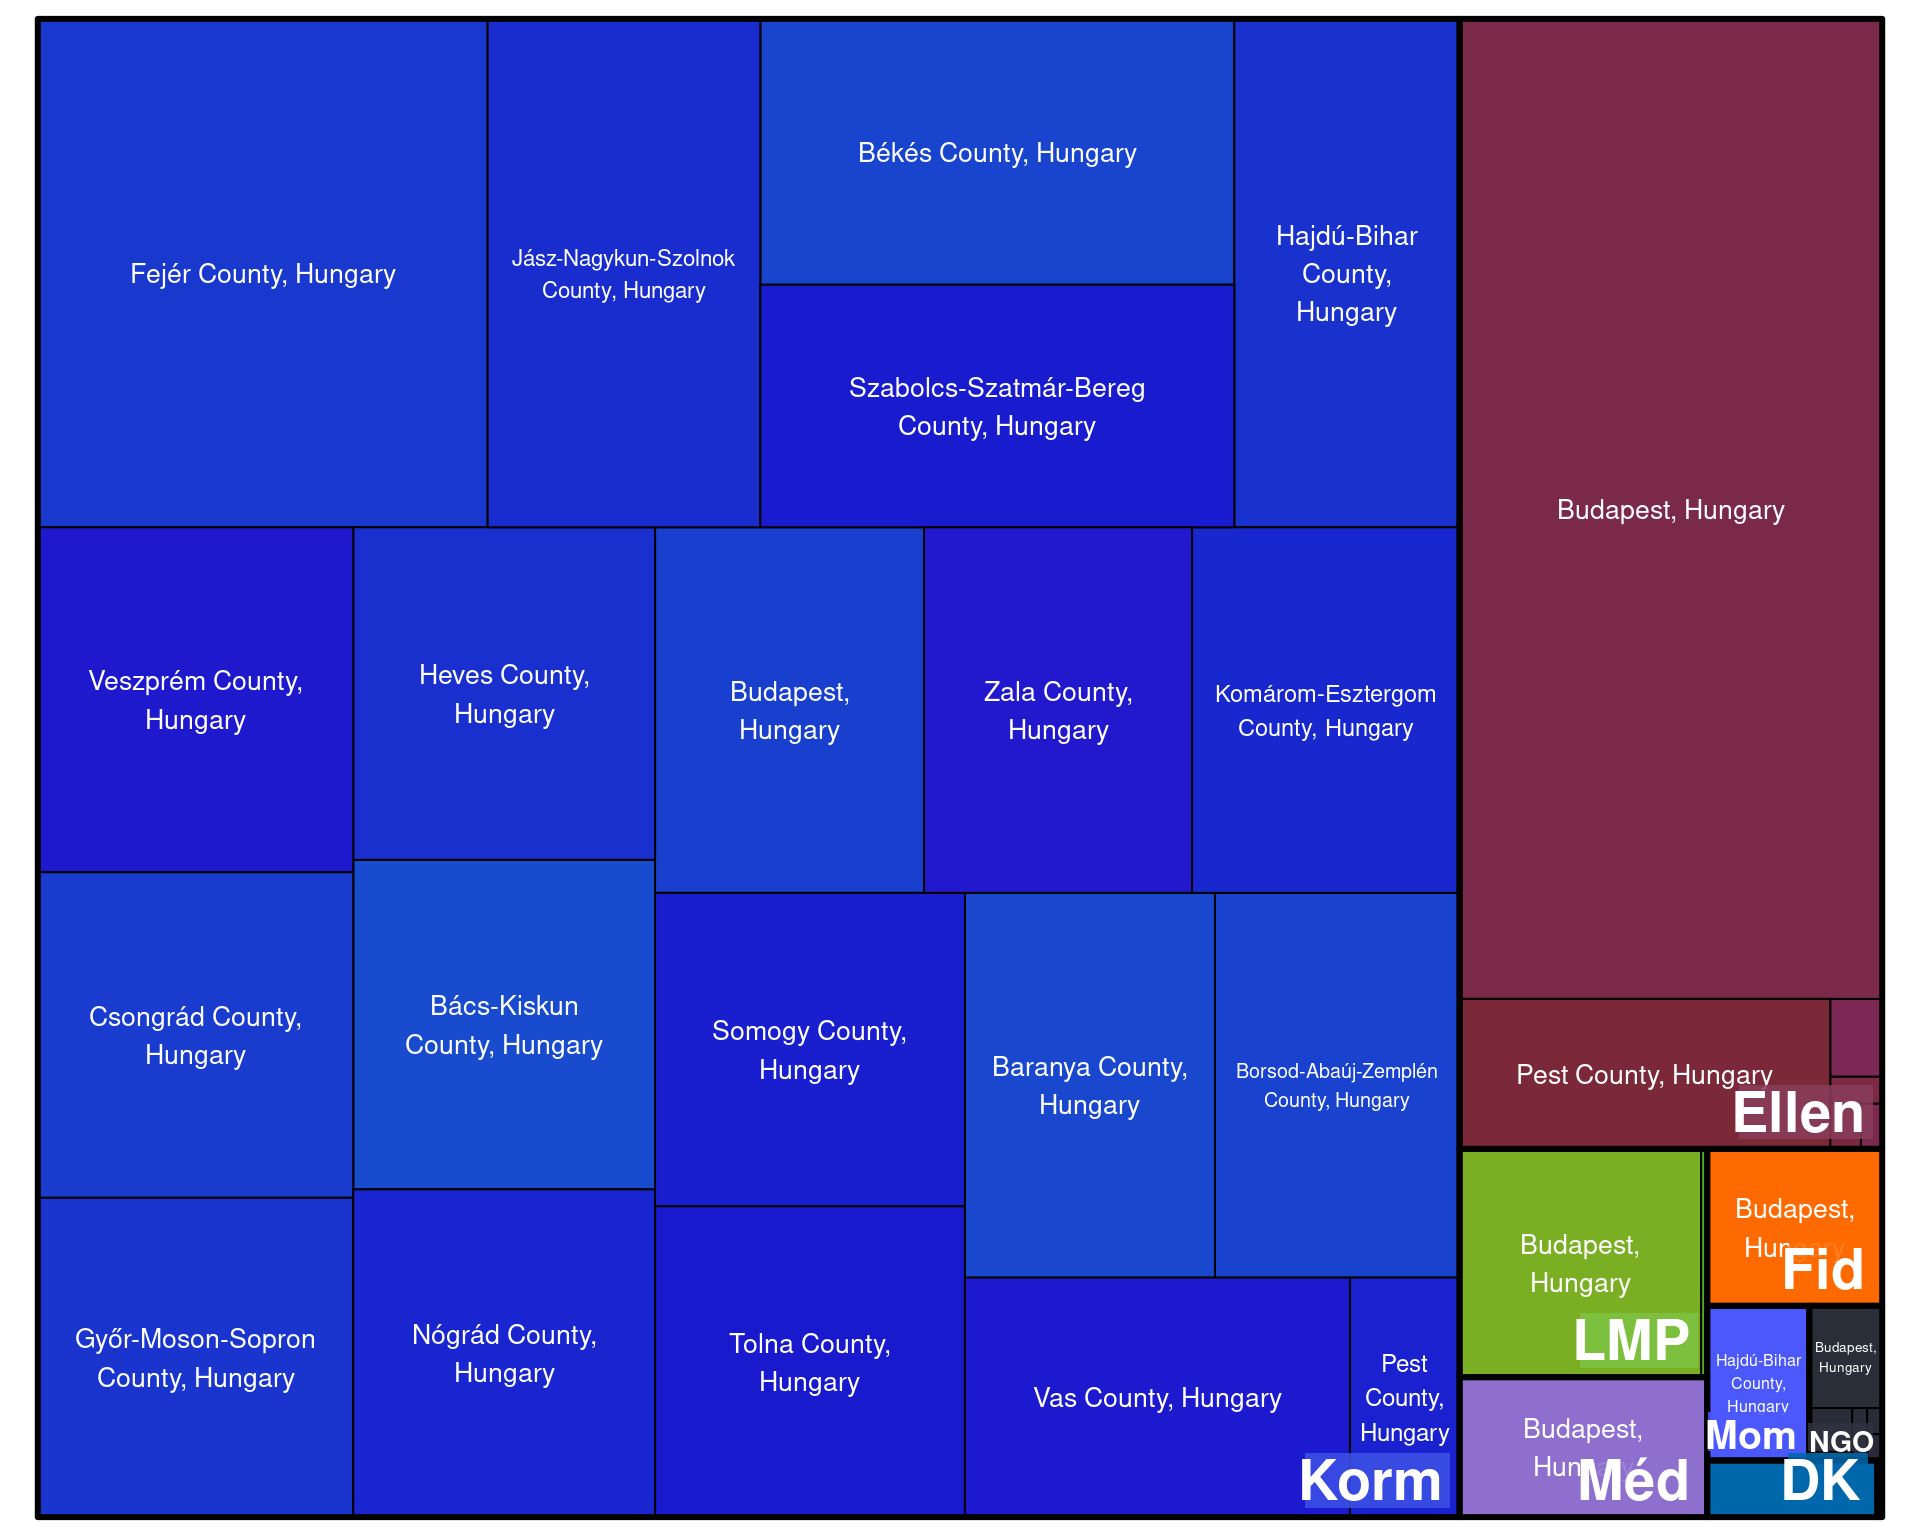 Fejér County, Hungary
Jász-Nagykun-Szolnok
County, Hungary
Békés County, Hungary
Szabolcs-Szatmár-Bereg
County, Hungary
Hajdú-Bihar
County,
Hungary
Veszprém County,
Hungary
Heves County,
Hungary
Budapest,
Hungary
Zala County,
Hungary
Komárom-Esztergom
County, Hungary
Csongrád County,
Hungary
Bács-Kiskun
County, Hungary
Somogy County,
Hungary
Baranya County,
Hungary
Borsod-Abaúj-Zemplén
County, Hungary
Győr-Moson-Sopron
County, Hungary
Nógrád County,
Hungary
Tolna County,
Hungary
Vas County, Hungary
Pest
County,
Hungary
Korm
Budapest, Hungary
Pest County, Hungary
Ellen
Budapest,
Hungary
LMP
Budapest,
Hungary
Fid
Budapest,
Hungary
Méd
Hajdú-Bihar
County,
Hungary
Mom
Budapest,
Hungary
NGO
DK